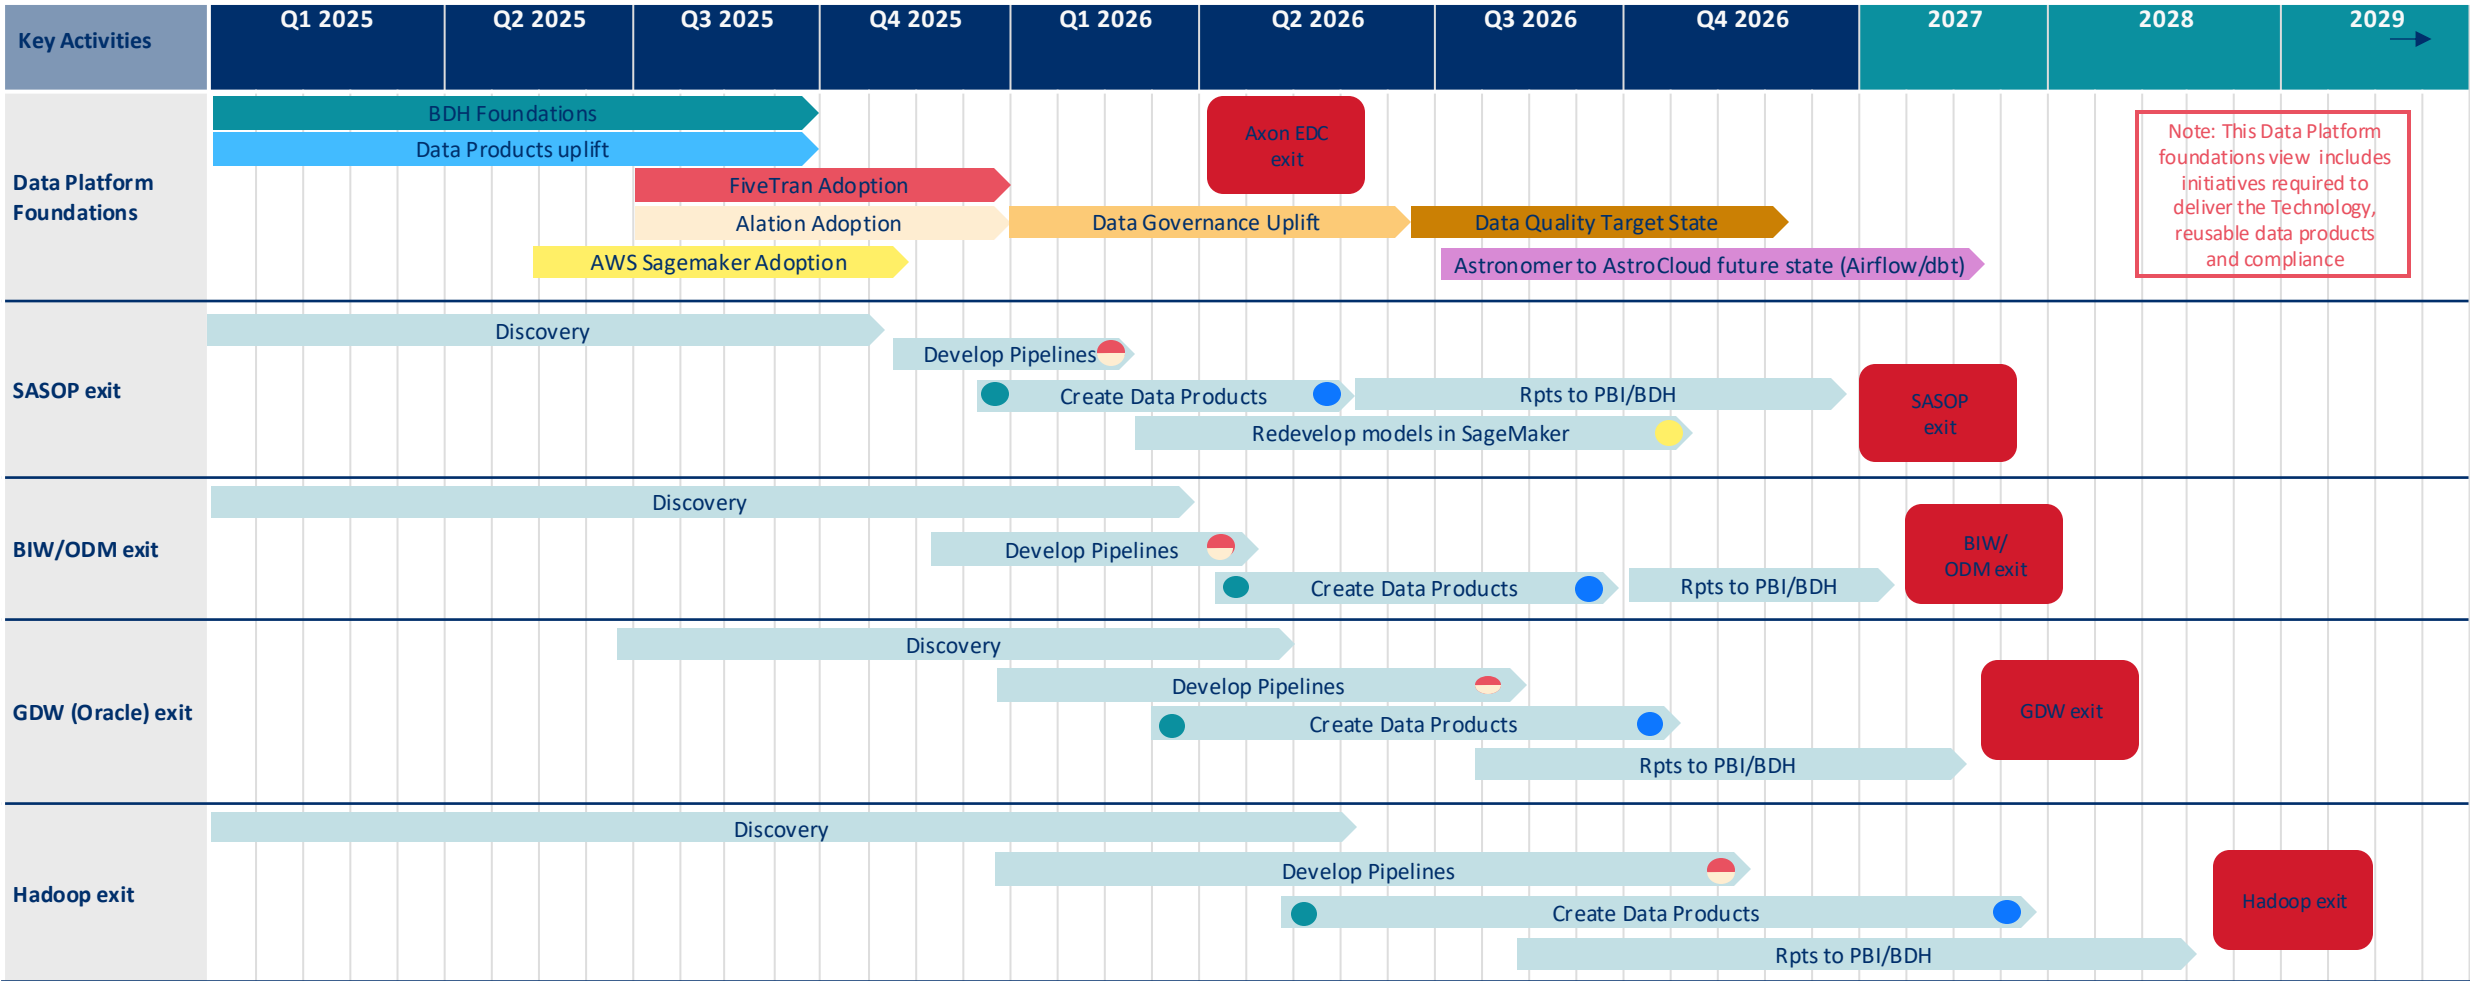 Key Activities
Q1 2025
Q2 2025
Q3 2025
Q4 2025
Q1 2026
Q2 2026
Q3 2026
Q4 2026
2027
2028
2029
Data Platform
Foundations
BDH Foundations
Data Products uplift
FiveTran Adoption
Alation Adoption
Data Governance Uplift
Data Quality Target State
AWS Sagemaker Adoption
Astronomer to AstroCloud future state (Airflow/dbt)
Axon EDC
exit
Note: This Data Platform
foundations view includes
initiatives required to
deliver the Technology,
reusable data products
and compliance
SASOP exit
Discovery
Develop Pipelines
Create Data Products
Rpts to PBI/BDH
Redevelop models in SageMaker
SASOP
exit
BIW/ODM exit
Discovery
Develop Pipelines
Create Data Products
Rpts to PBI/BDH
BIW/
ODM exit
GDW (Oracle) exit
Discovery
Develop Pipelines
Create Data Products
Rpts to PBI/BDH
GDW exit
Hadoop exit
Discovery
Develop Pipelines
Create Data Products
Rpts to PBI/BDH
Hadoop exit